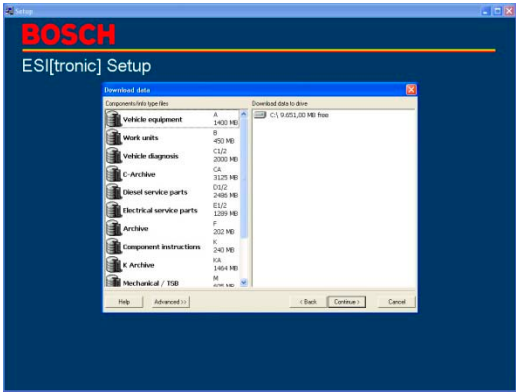 Setup
BOSCH
ESI[tronic] Setup
Download data
Components/info type files
Download data to drive
Vehicle equipment
A
1400 MB
C:\ 9.651,00 MB free
Work units
B
450 MB
Vehicle diagnosis
C1/2
2000 MB
C-Archive
CA
3125 MB
Diesel service parts
D1/2
2486 MB
Electrical service parts
E1/2
1289 MB
Archive
F
202 MB
Component instructions
K
240 MB
K Archive
KA
1464 MB
Mechanical / TSB
M
Help
Advanced >>
< Back
Continue >
Cancel